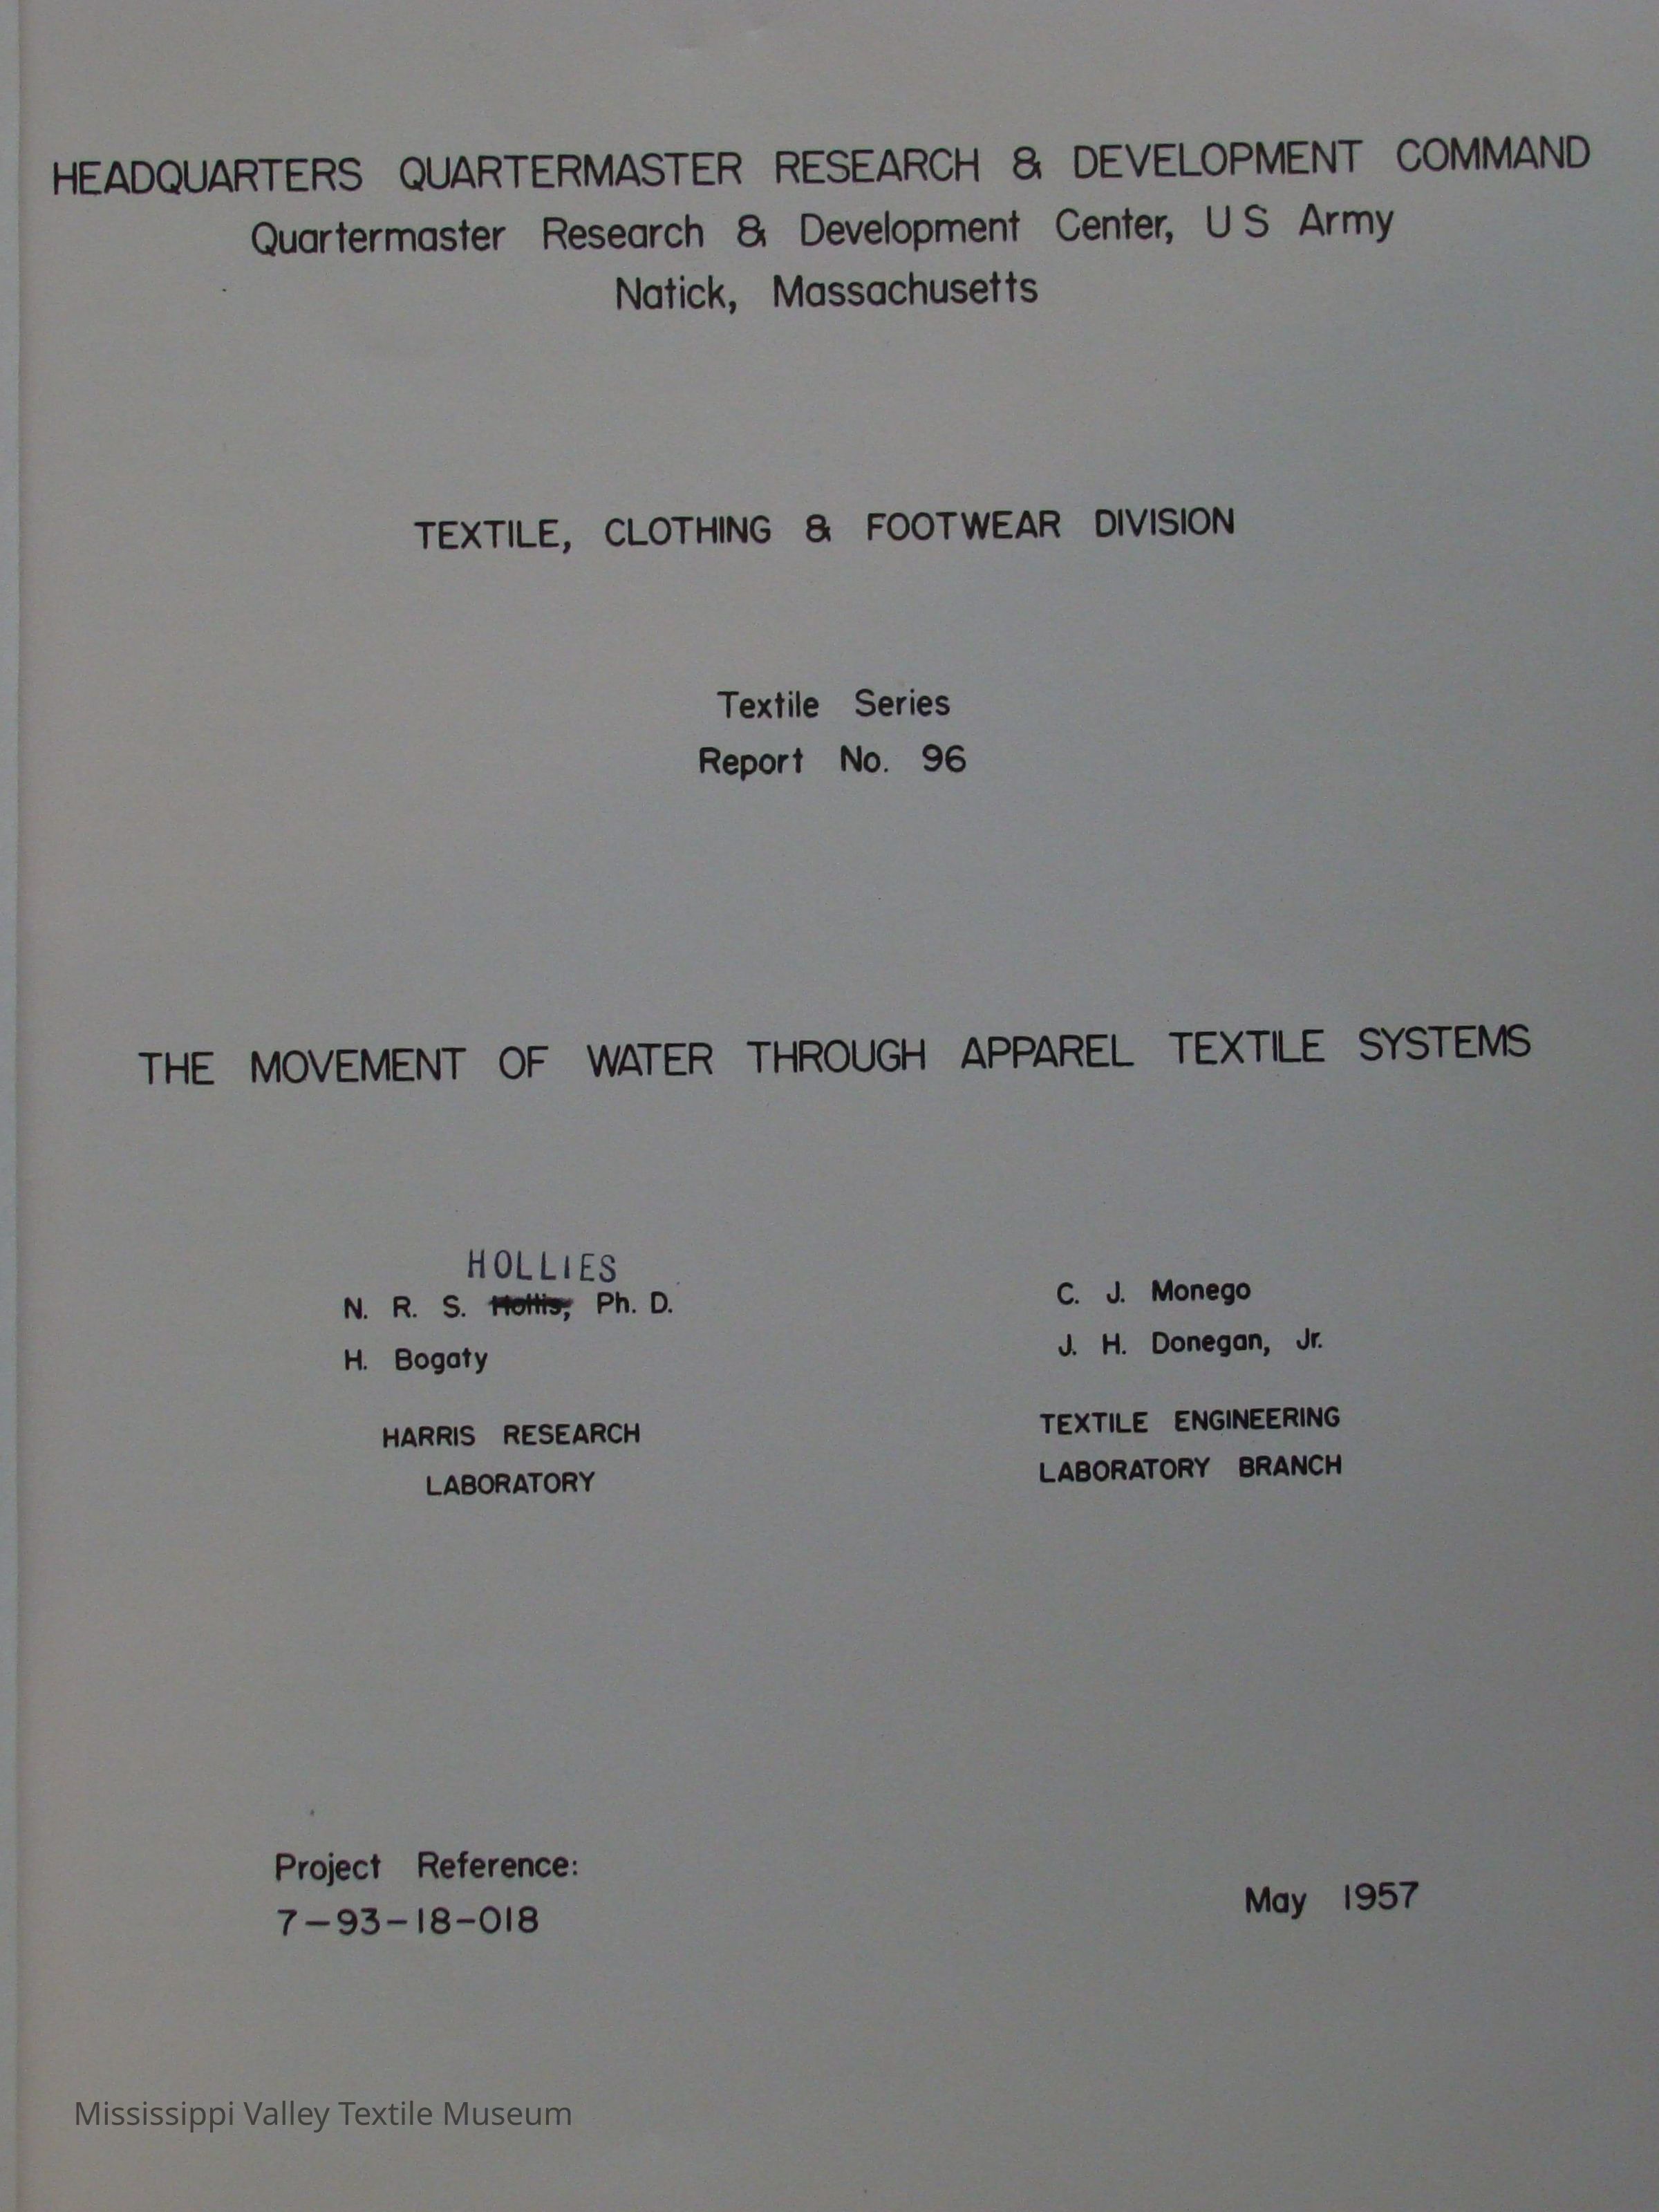 HEADQUARTERS QUARTERMASTER RESEARCH & DEVELOPMENT COMMAND
Quartermaster Research & Development Center, U S Army
Natick, Massachusetts
TEXTILE, CLOTHING & FOOTWEAR DIVISION
Textile Series
Report No. 96
THE MOVEMENT OF WATER THROUGH APPAREL TEXTILE SYSTEMS
HOLLIES
N. R. S. Hollis, Ph. D.
H. Bogaty
HARRIS RESEARCH
LABORATORY
C. J. Monego
J. H. Donegan, Jr.
TEXTILE ENGINEERING
LABORATORY BRANCH
Project Reference:
7-93-18-018
May 1957
Mississippi Valley Textile Museum